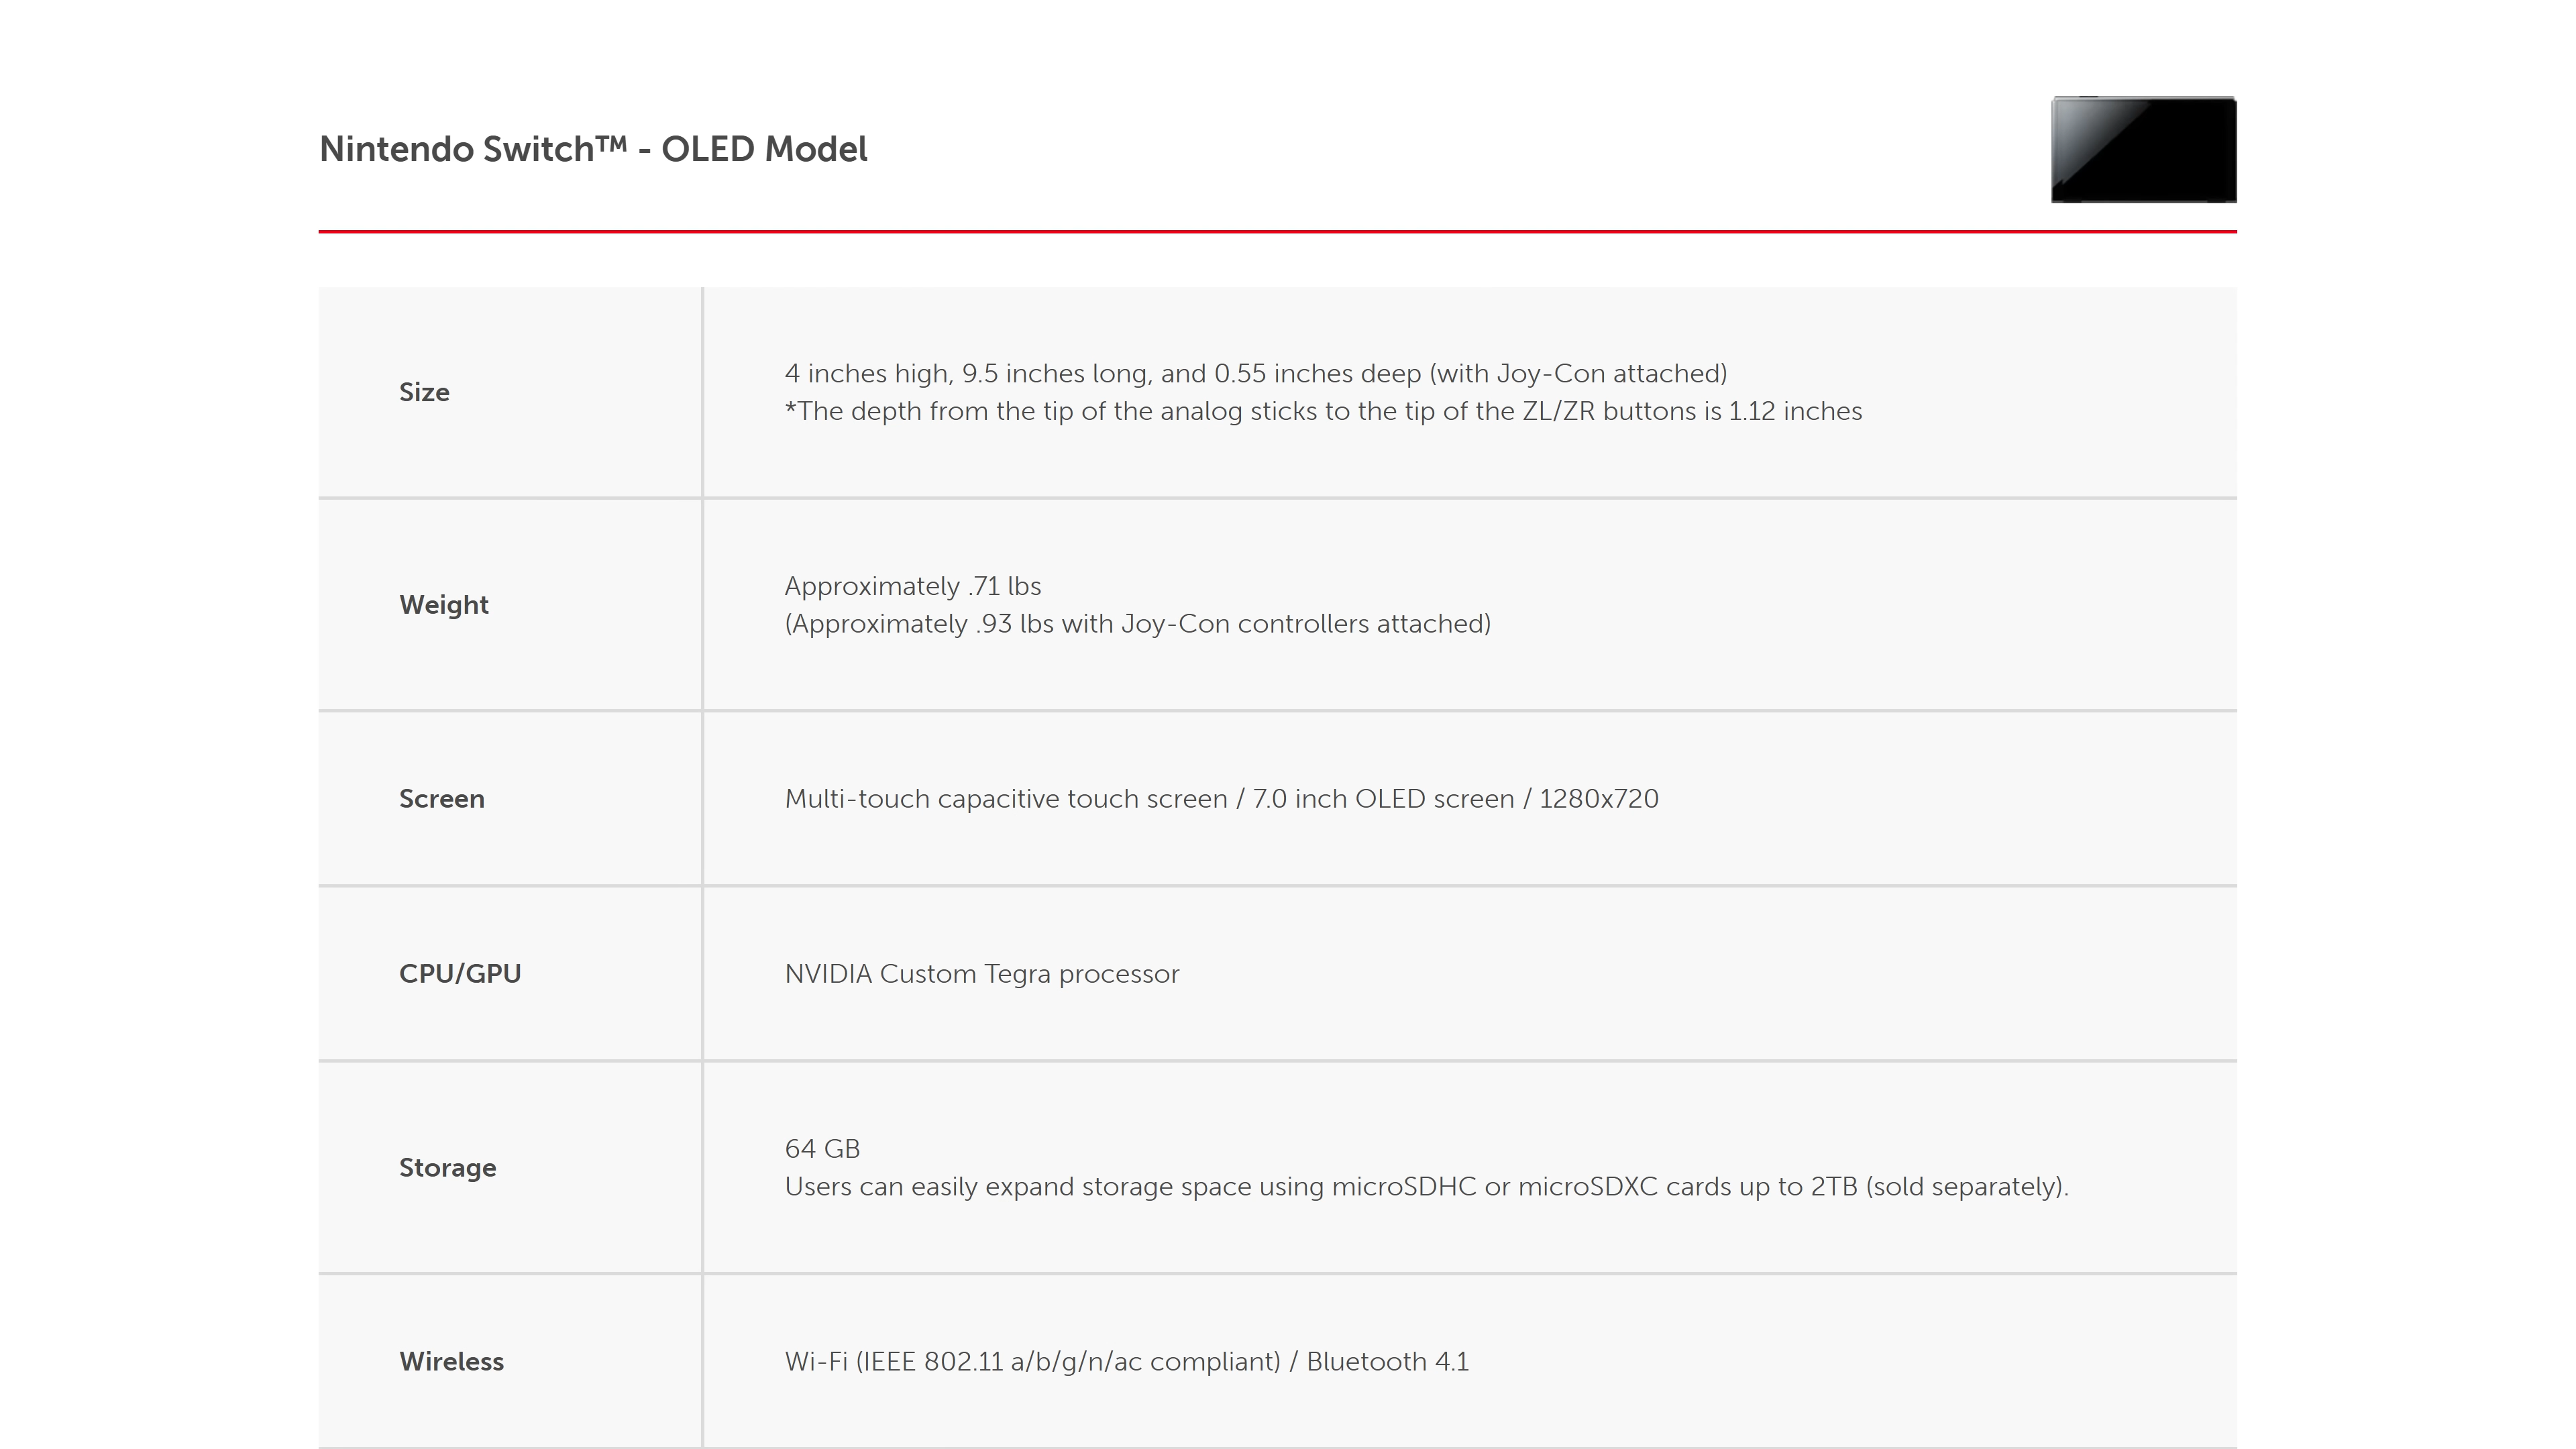 Nintendo Switch™ - OLED Model
Size
4 inches high, 9.5 inches long, and 0.55 inches deep (with Joy-Con attached)
*The depth from the tip of the analog sticks to the tip of the ZL/ZR buttons is 1.12 inches
Weight
Approximately .71 lbs
(Approximately .93 lbs with Joy-Con controllers attached)
Screen
Multi-touch capacitive touch screen / 7.0 inch OLED screen / 1280x720
CPU/GPU
NVIDIA Custom Tegra processor
Storage
64 GB
Users can easily expand storage space using microSDHC or microSDXC cards up to 2TB (sold separately).
Wireless
Wi-Fi (IEEE 802.11 a/b/g/n/ac compliant) / Bluetooth 4.1